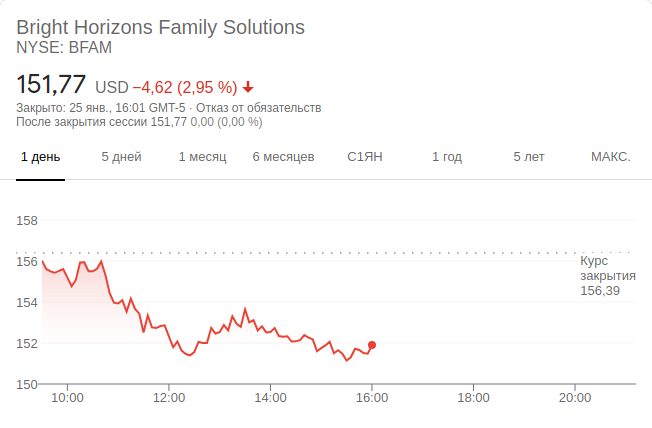 Bright Horizons Family Solutions
NYSE: BFAM
151,77 USD −4,62 (2,95 %)
Закрыто: 25 янв., 16:01 GMT-5 · Отказ от обязательств
После закрытия сессии 151,77 0,00 (0,00 %)
1 день 5 дней 1 месяц 6 месяцев С1ЯН 1 год 5 лет МАКС.
158
156
154
152
150
Курс
закрытия
156,39
10:00 12:00 14:00 16:00 18:00 20:00